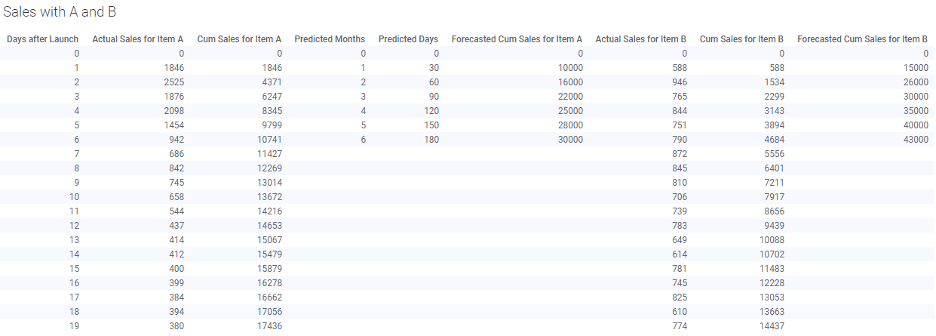 Sales with A and B
Days after Launch Actual Sales for Item A Cum Sales for Item A Predicted Months Predicted Days Forecasted Cum Sales for Item A Actual Sales for Item B Cum Sales for Item B Forecasted Cum Sales for Item B
0 0 0 0 0 0 0 0 0
1 1846 1846 1 30 10000 588 588 15000
2 2525 4371 2 60 16000 946 1534 26000
3 1876 6247 3 90 22000 765 2299 30000
4 2098 8345 4 120 25000 844 3143 35000
5 1454 9799 5 150 28000 751 3894 40000
6 942 10741 6 180 30000 790 4684 43000
7 686 11427 872 5556
8 842 12269 845 6401
9 745 13014 810 7211
10 658 13672 706 7917
11 544 14216 739 8656
12 437 14653 783 9439
13 414 15067 649 10088
14 412 15479 614 10702
15 400 15879 781 11483
16 399 16278 745 12228
17 384 16662 825 13053
18 394 17056 610 13663
19 380 17436 774 14437